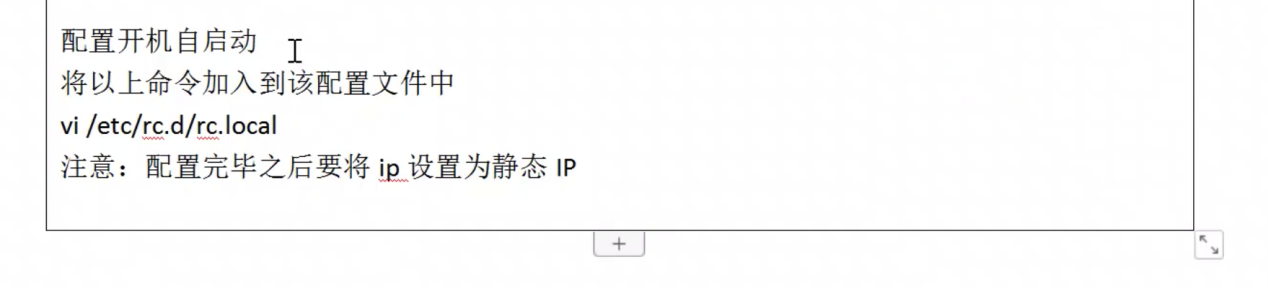 配置开机自启动
将以上命令加入到该配置文件中
vi /etc/rc.d/rc.local
注意：配置完毕之后要将 ip 设置为静态 IP